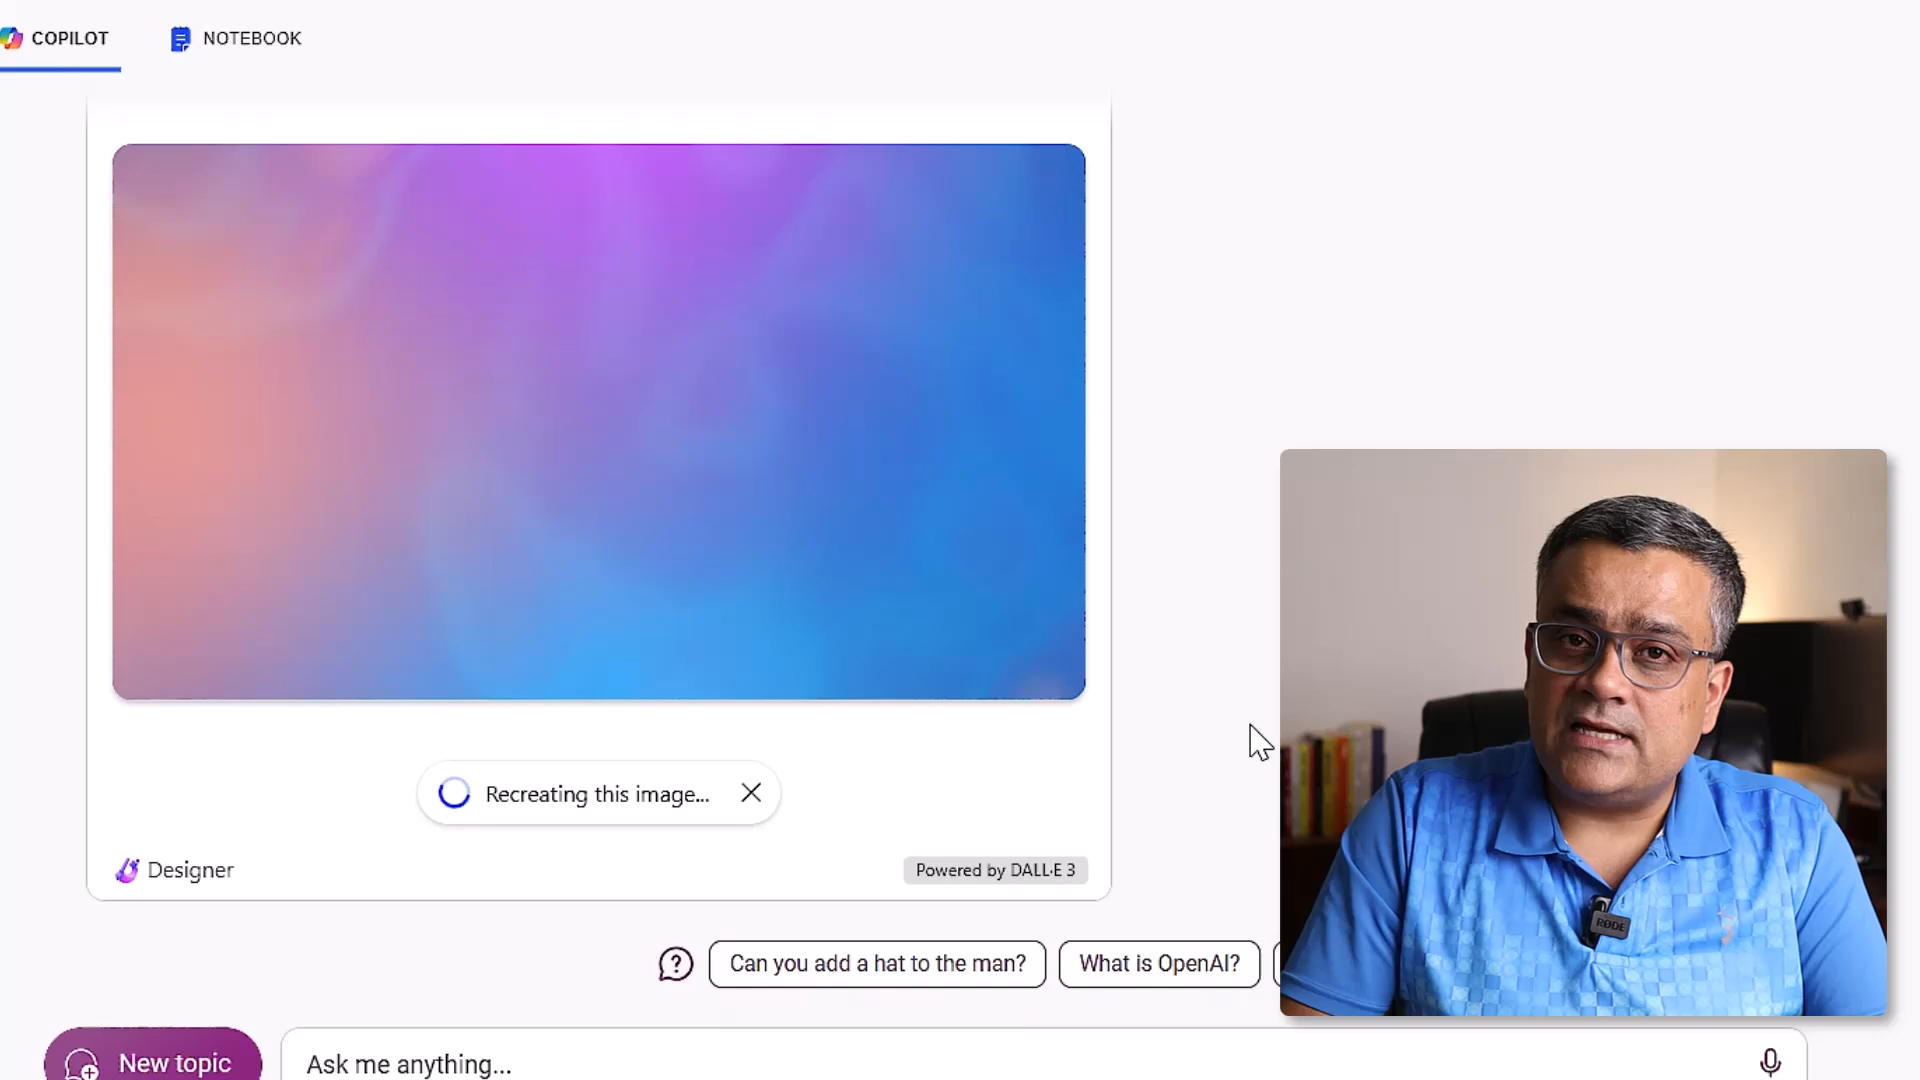 COPILOT
NOTEBOOK
Recreating this image...
Designer
Powered by DALL·E 3
Can you add a hat to the man?
What is OpenAI?
RØDE
New topic
Ask me anything...